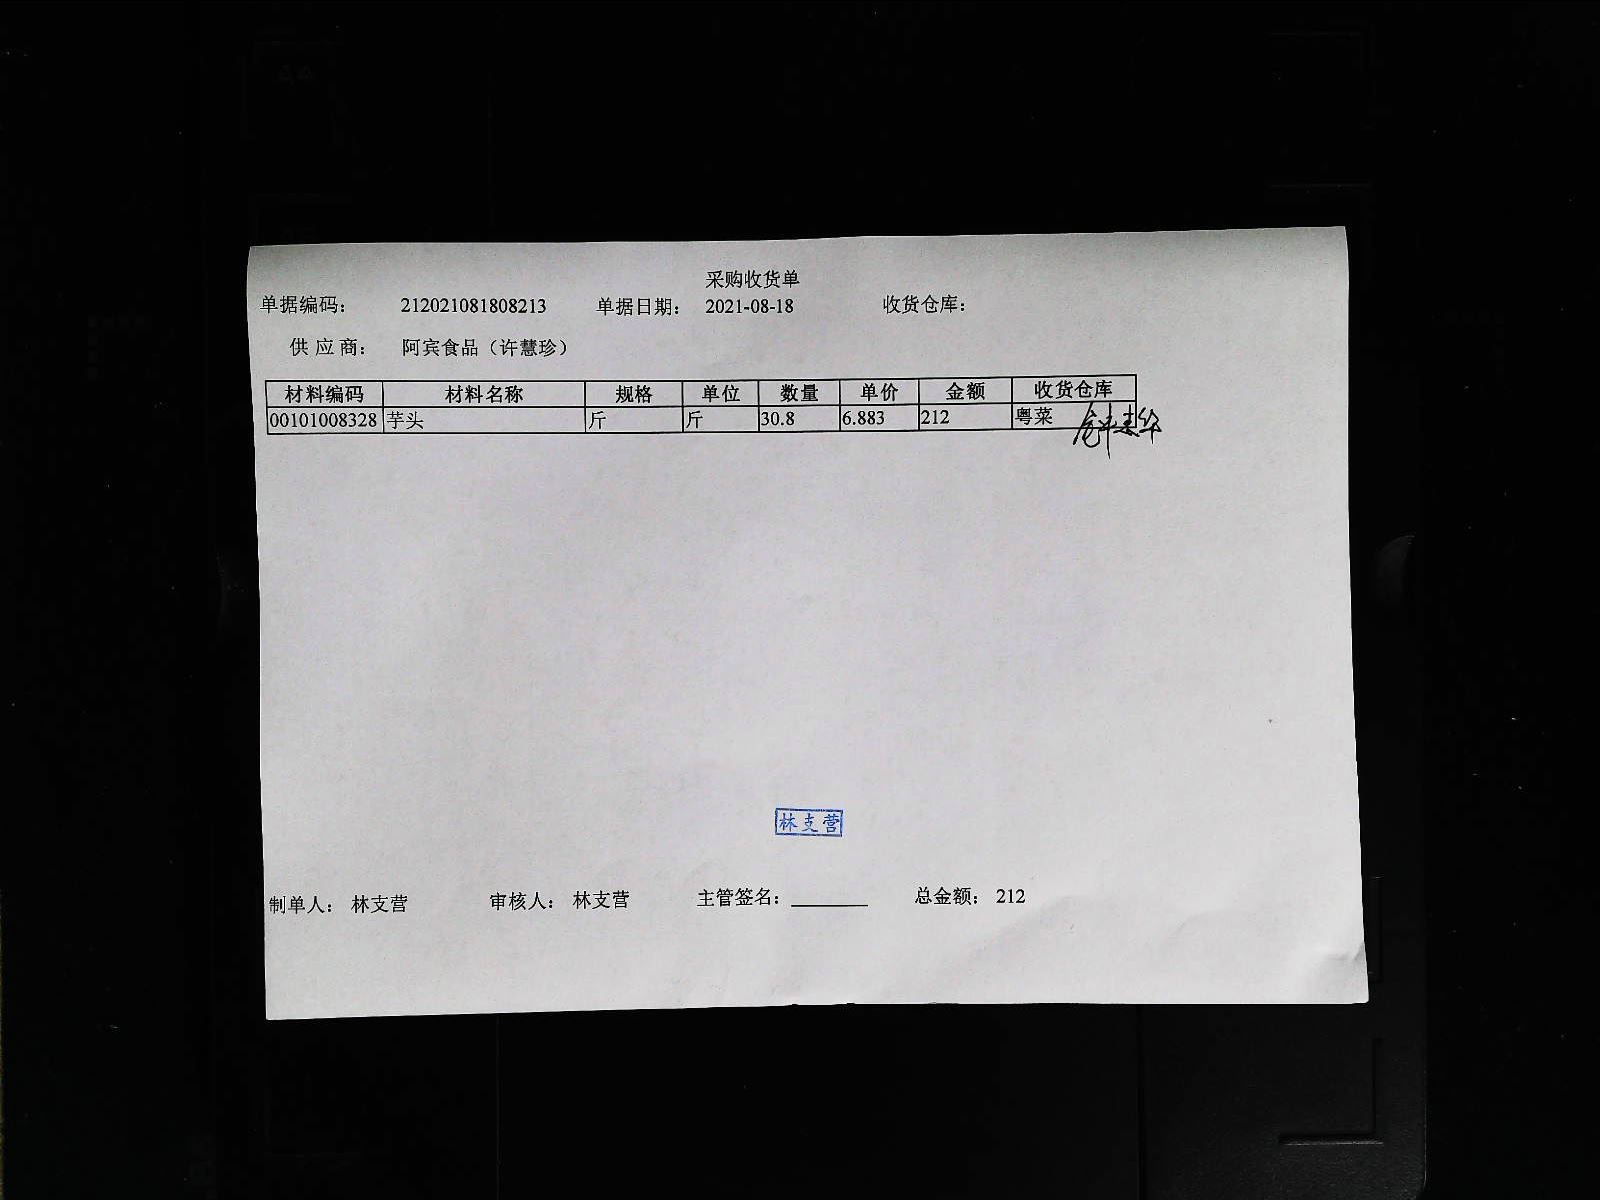 采购收货单
单据编码： 212021081808213 单据日期： 2021-08-18 收货仓库：
供应商： 阿宾食品（许慧珍）
材料编码 材料名称 规格 单位 数量 单价 金额 收货仓库
00101008328 芋头 斤 斤 30.8 6.883 212 粤菜
林支营
制单人： 林支营 审核人： 林支营 主管签名： 总金额： 212